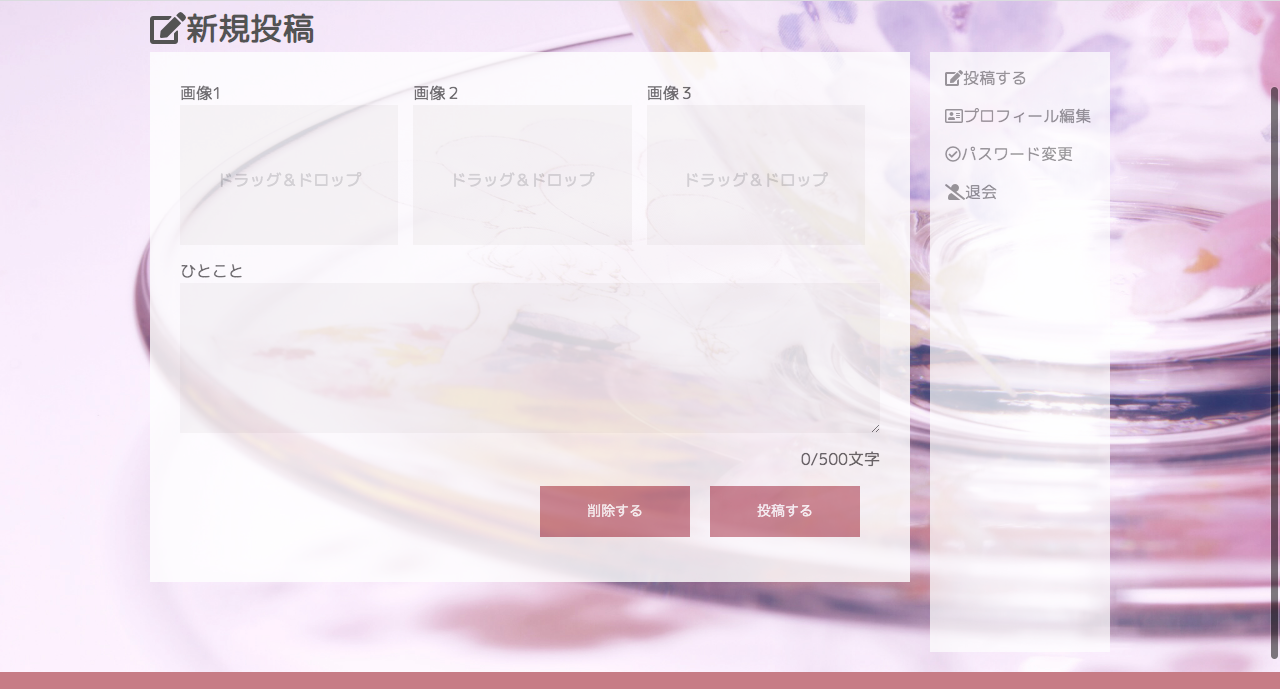 新規投稿
画像1
画像２
画像３
ドラッグ＆ドロップ
ドラッグ＆ドロップ
ドラッグ＆ドロップ
ひとこと
0/500文字
削除する
投稿する
投稿する
プロフィール編集
パスワード変更
退会